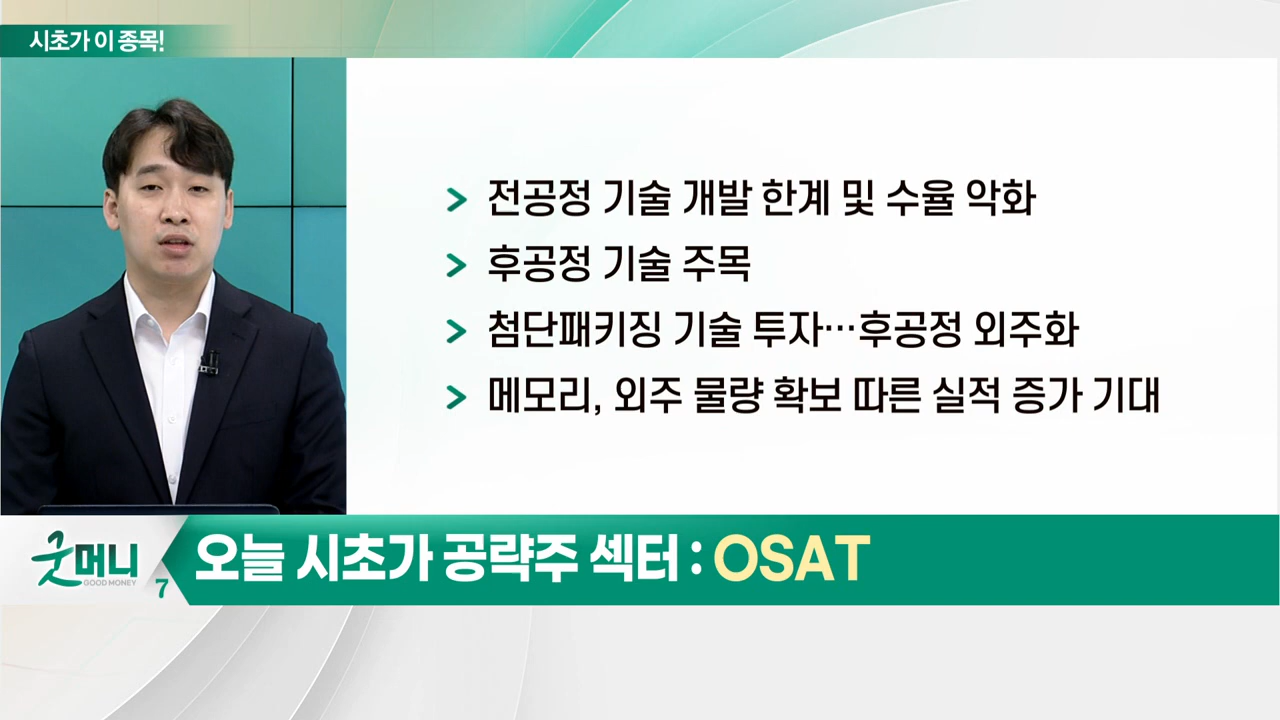 시초가 이 종목!
> 전공정 기술 개발 한계 및 수율 악화
> 후공정 기술 주목
> 첨단패키징 기술 투자…후공정 외주화
> 메모리, 외주 물량 확보 따른 실적 증가 기대
굿머니
GOOD MONEY
7
오늘 시초가 공략주 섹터 : OSAT